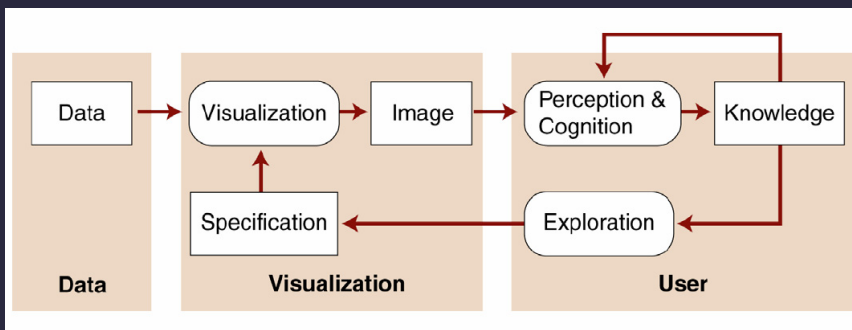 Data
Visualization
Image
Perception &
Cognition
Knowledge
Specification
Exploration
Data
Visualization
User